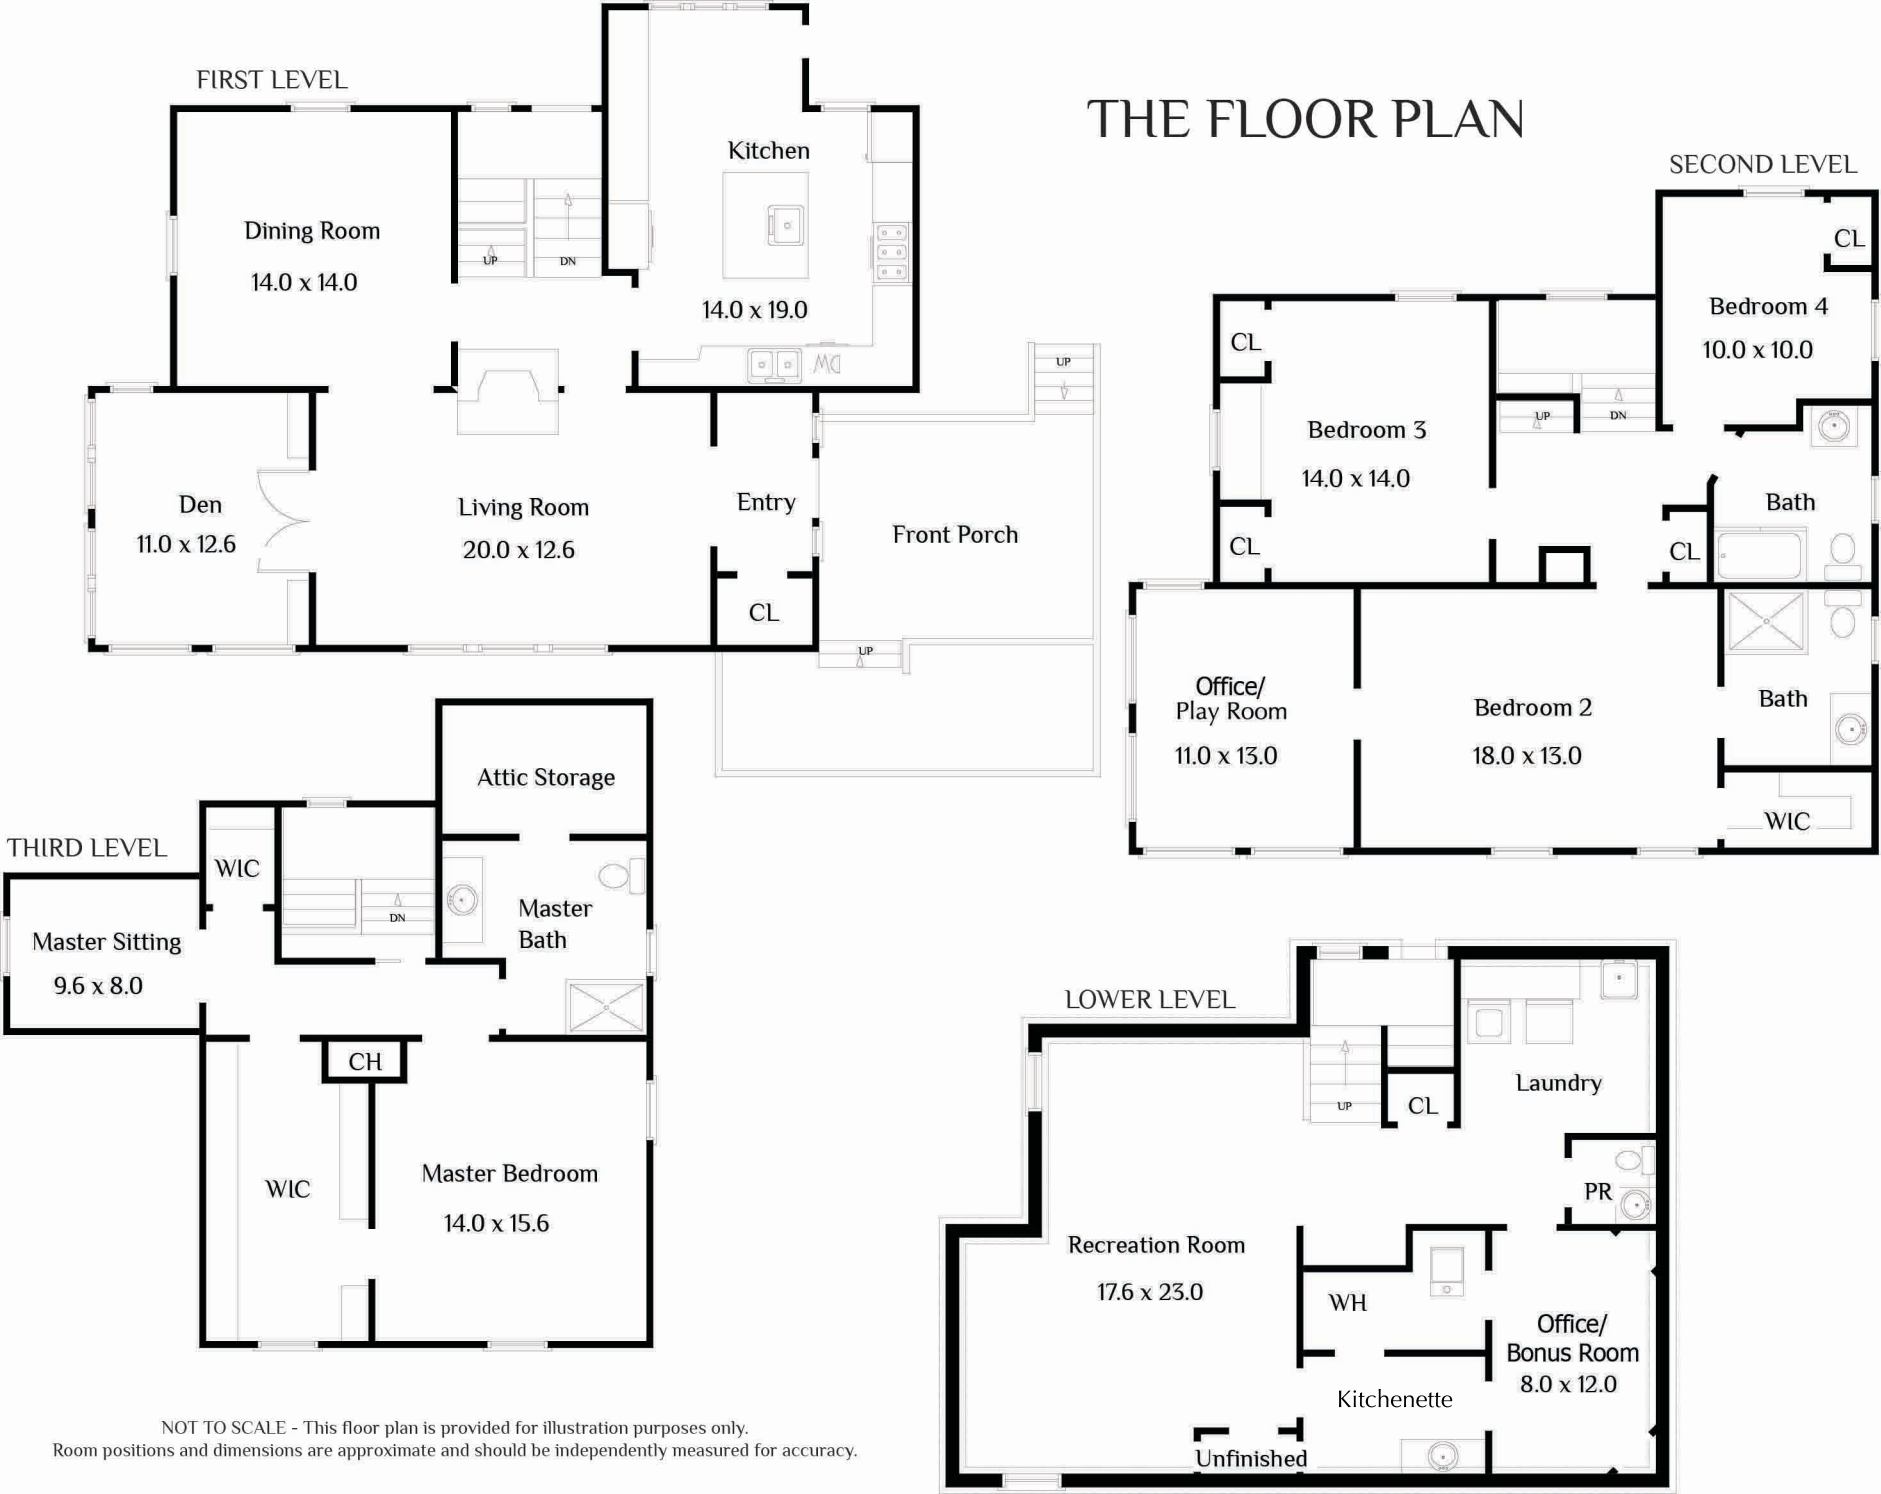 THE FLOOR PLAN
FIRST LEVEL
Kitchen
14.0 x 19.0
Dining Room
14.0 x 14.0
UP
DN
DW
UP
Den
11.0 x 12.6
Living Room
20.0 x 12.6
Entry
CL
Front Porch
UP
SECOND LEVEL
CL
Bedroom 4
10.0 x 10.0
CL
Bedroom 3
14.0 x 14.0
CL
UP
DN
Bath
CL
Office/
Play Room
11.0 x 13.0
Bedroom 2
18.0 x 13.0
Bath
WIC
THIRD LEVEL
Attic Storage
WIC
DN
Master
Bath
Master Sitting
9.6 x 8.0
CH
WIC
Master Bedroom
14.0 x 15.6
LOWER LEVEL
UP
CL
Laundry
PR
Recreation Room
17.6 x 23.0
WH
Office/
Bonus Room
8.0 x 12.0
Kitchenette
Unfinished
NOT TO SCALE - This floor plan is provided for illustration purposes only.
Room positions and dimensions are approximate and should be independently measured for accuracy.